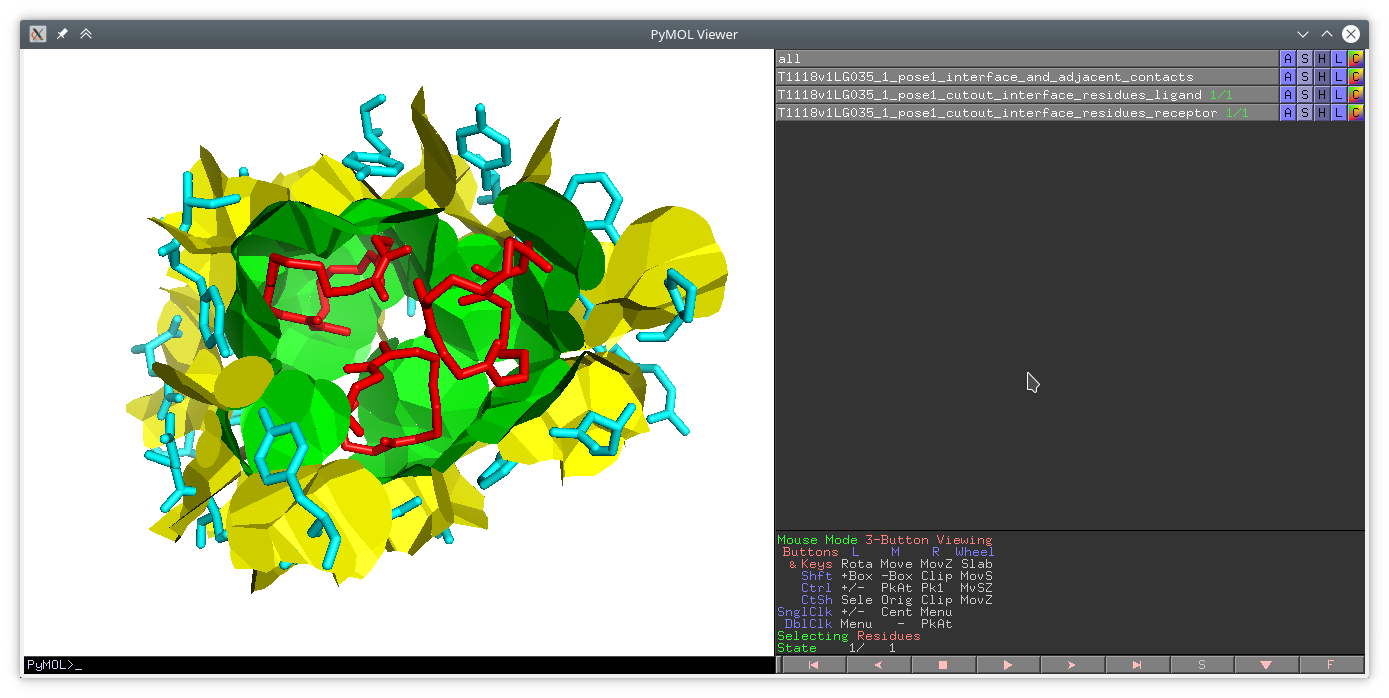 PyMOL Viewer
all A S H L C
T1118v1LG035_1_pose1_interface_and_adjacent_contacts A S H L C
T1118v1LG035_1_pose1_cutout_interface_residues_ligand 1/1 A S H L C
T1118v1LG035_1_pose1_cutout_interface_residues_receptor 1/1 A S H L C
Mouse Mode 3-Button Viewing
Buttons L M R Wheel
& Keys Rota Move MovZ Slab
Shft +Box -Box Clip MovS
Ctrl +/- PkAt Pk1 MvSZ
CtSh Sele Orig Clip MovZ
SnglClk +/- Cent Menu
DblClk Menu - PkAt
Selecting Residues
State 1/ 1
PyMOL>_
S F